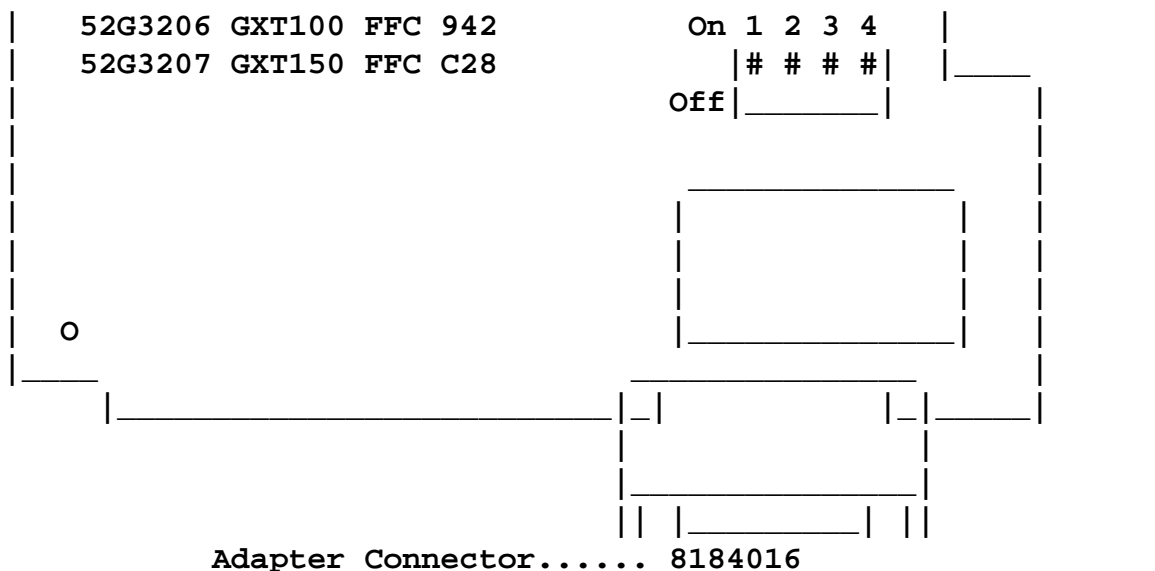 52G3206 GXT100 FFC 942 On 1 2 3 4
52G3207 GXT150 FFC C28 # # # #
Off
O
Adapter Connector...... 8184016